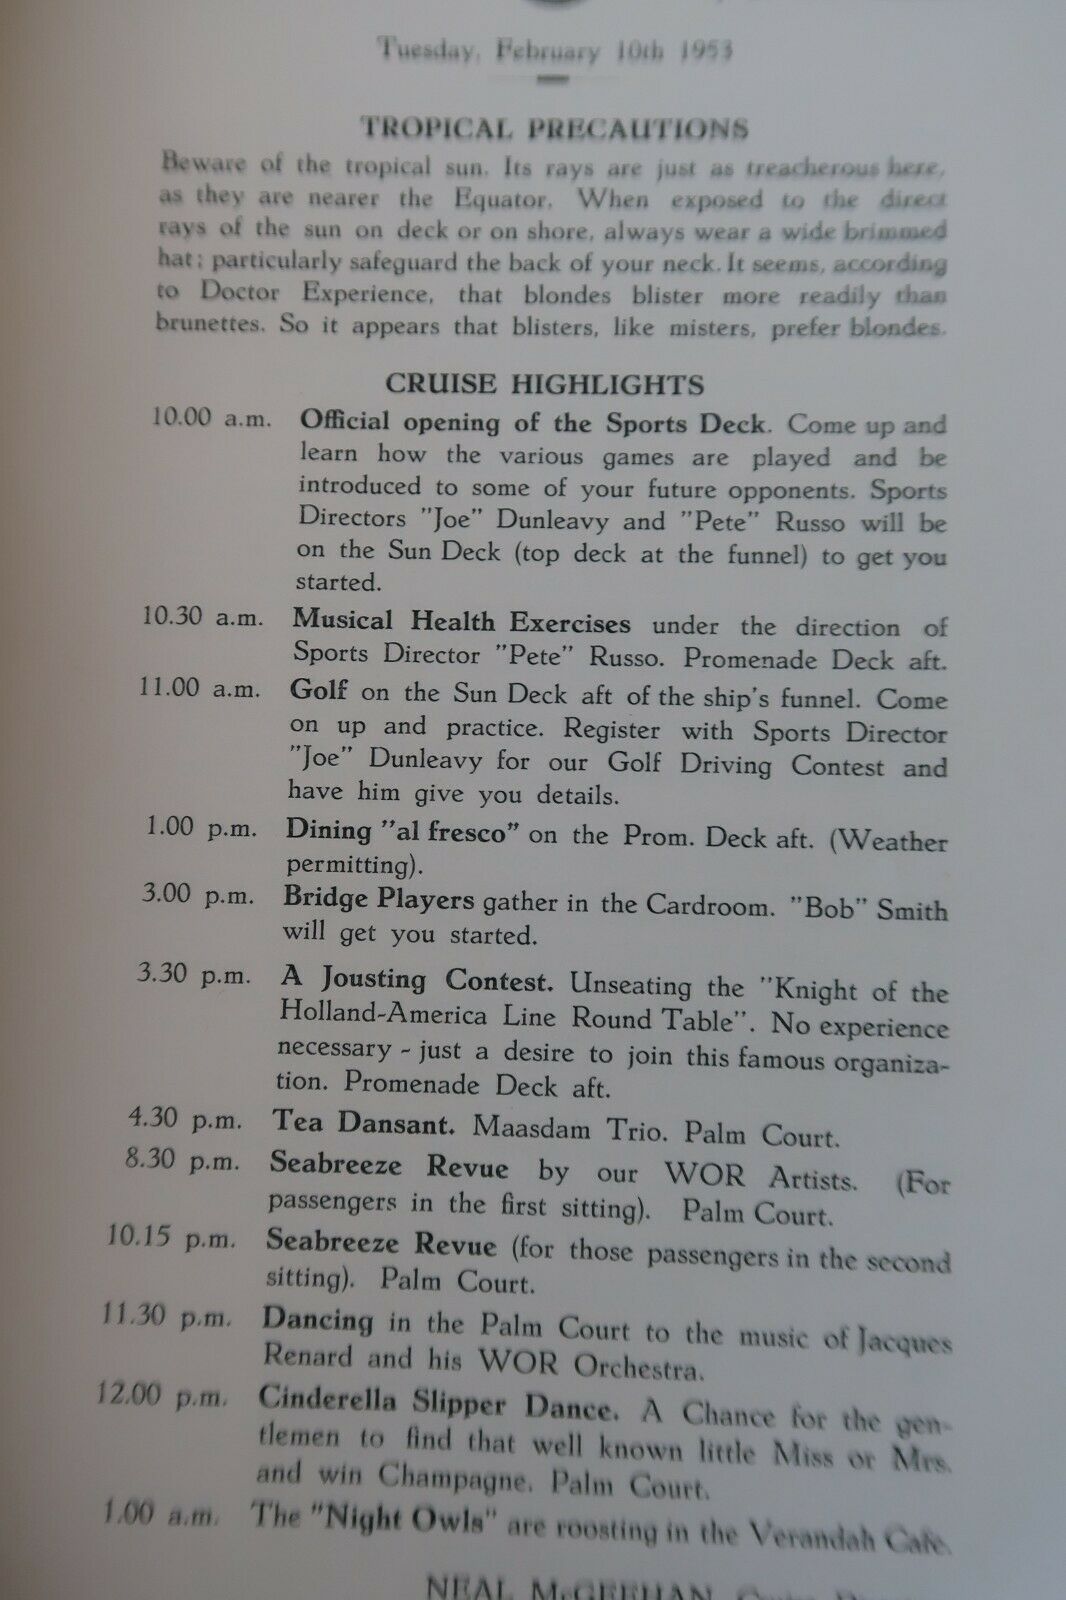 Tuesday, February 10th 1953
TROPICAL PRECAUTIONS
Beware of the tropical sun. Its rays are just as treacherous here,
as they are nearer the Equator. When exposed to the direct
rays of the sun on deck or on shore, always wear a wide brimmed
hat; particularly safeguard the back of your neck. It seems, according
to Doctor Experience, that blondes blister more readily than
brunettes. So it appears that blisters, like misters, prefer blondes.
CRUISE HIGHLIGHTS
10.00 a.m. Official opening of the Sports Deck. Come up and
learn how the various games are played and be
introduced to some of your future opponents. Sports
Directors "Joe" Dunleavy and "Pete" Russo will be
on the Sun Deck (top deck at the funnel) to get you
started.
10.30 a.m. Musical Health Exercises under the direction of
Sports Director "Pete" Russo. Promenade Deck aft.
11.00 a.m. Golf on the Sun Deck aft of the ship's funnel. Come
on up and practice. Register with Sports Director
"Joe" Dunleavy for our Golf Driving Contest and
have him give you details.
1.00 p.m. Dining "al fresco" on the Prom. Deck aft. (Weather
permitting).
3.00 p.m. Bridge Players gather in the Cardroom. "Bob" Smith
will get you started.
3.30 p.m. A Jousting Contest. Unseating the "Knight of the
Holland-America Line Round Table". No experience
necessary - just a desire to join this famous organiza-
tion. Promenade Deck aft.
4.30 p.m. Tea Dansant. Maasdam Trio. Palm Court.
8.30 p.m. Seabreeze Revue by our WOR Artists. (For
passengers in the first sitting). Palm Court.
10.15 p.m. Seabreeze Revue (for those passengers in the second
sitting). Palm Court.
11.30 p.m. Dancing in the Palm Court to the music of Jacques
Renard and his WOR Orchestra.
12.00 p.m. Cinderella Slipper Dance. A Chance for the gen-
tlemen to find that well known little Miss or Mrs.
and win Champagne. Palm Court.
1.00 a.m. The "Night Owls" are roosting in the Verandah Cafe.
NEAL McGEEHAN,